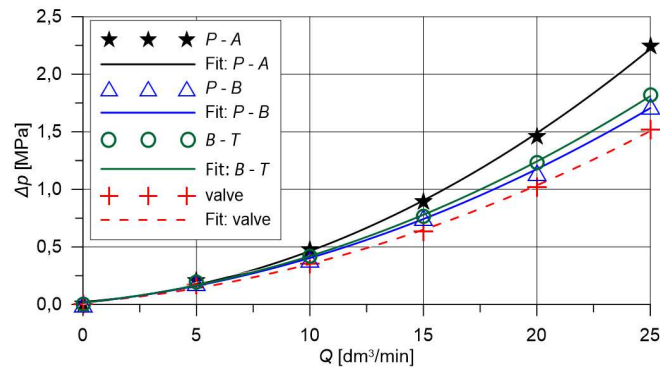 2,5
2,0
1,5
1,0
0,5
0,0
Δp [MPa]
P - A
Fit: P - A
P - B
Fit: P - B
B - T
Fit: B - T
valve
Fit: valve
0 5 10 15 20 25
Q [dm³/min]